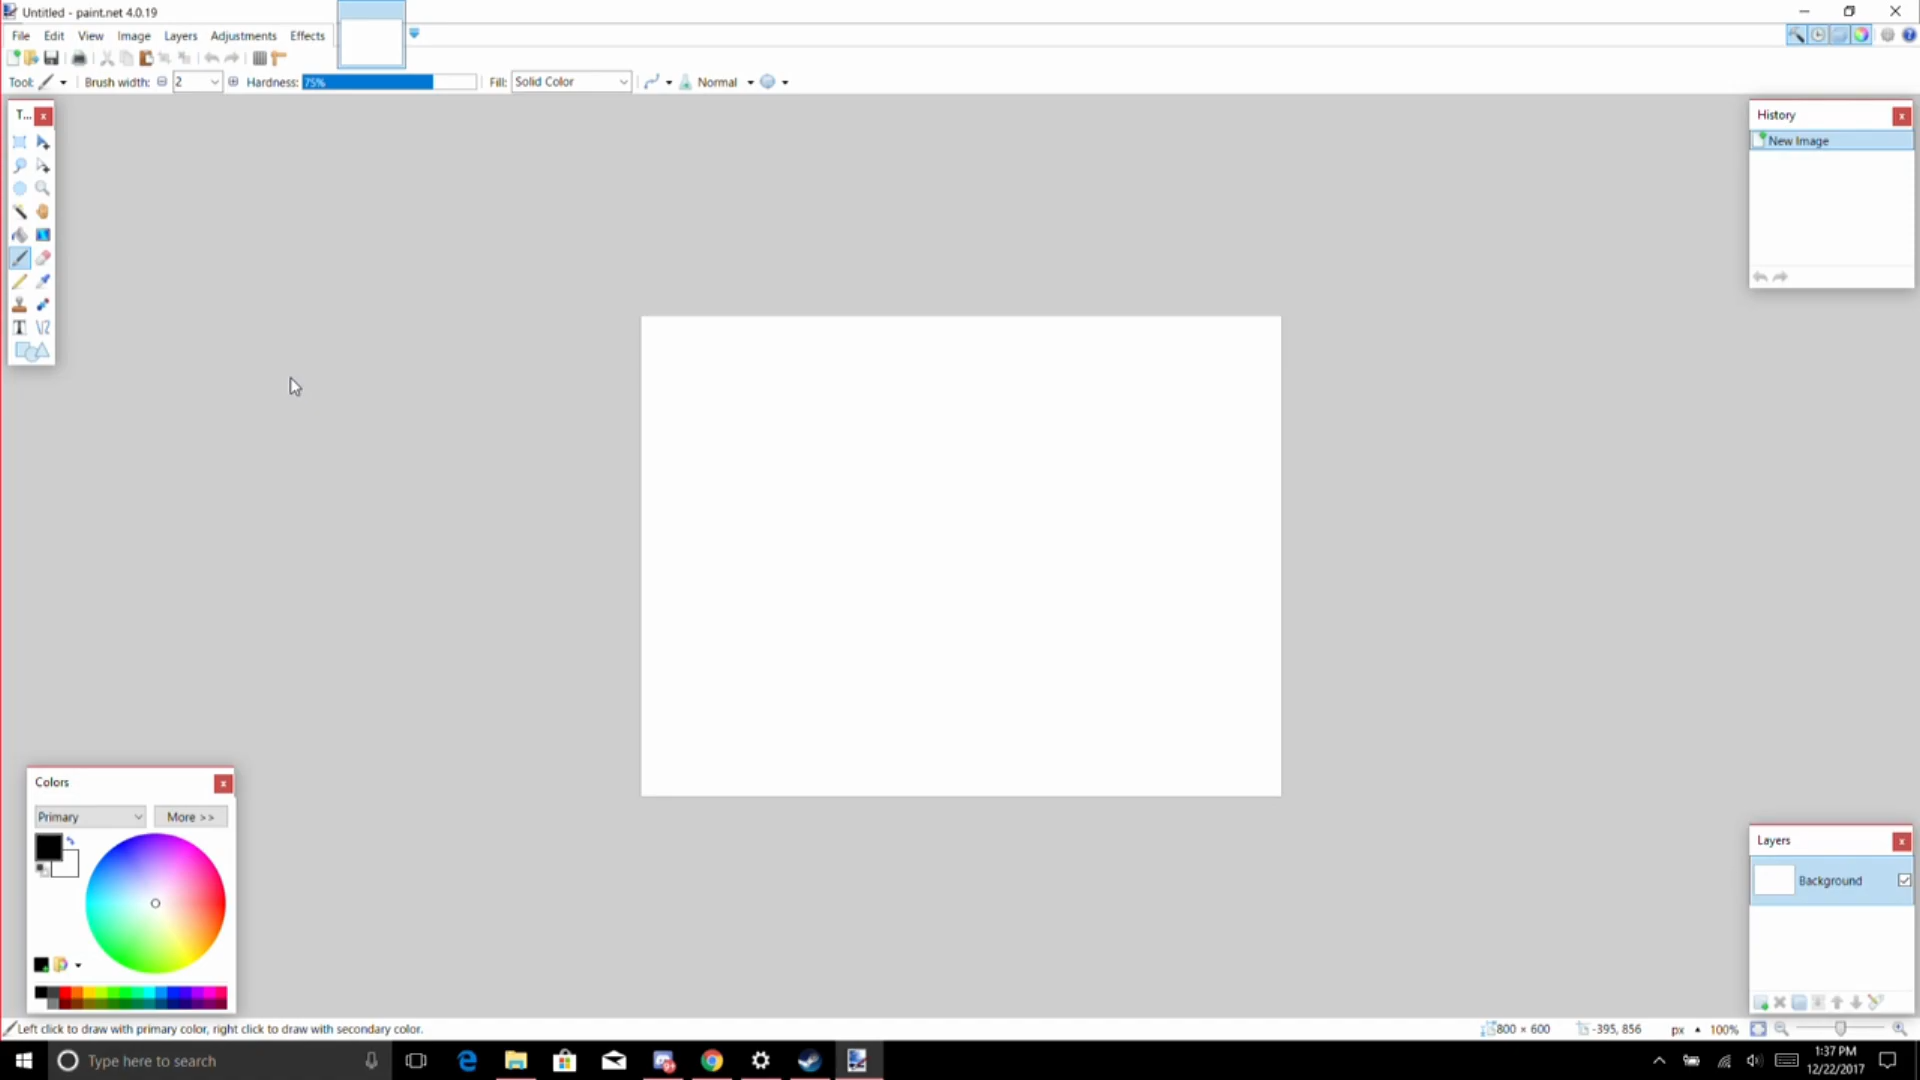 Untitled - paint.net 4.0.19
File Edit View Image Layers Adjustments Effects
Tool: Brush width: 2 Hardness: 75% Fill: Solid Color Normal
T...
History
New Image
Colors
Primary More >>
Layers
Background
Left click to draw with primary color, right click to draw with secondary color.
800 × 600 -395, 856 px 100%
Type here to search
1:37 PM
12/22/2017